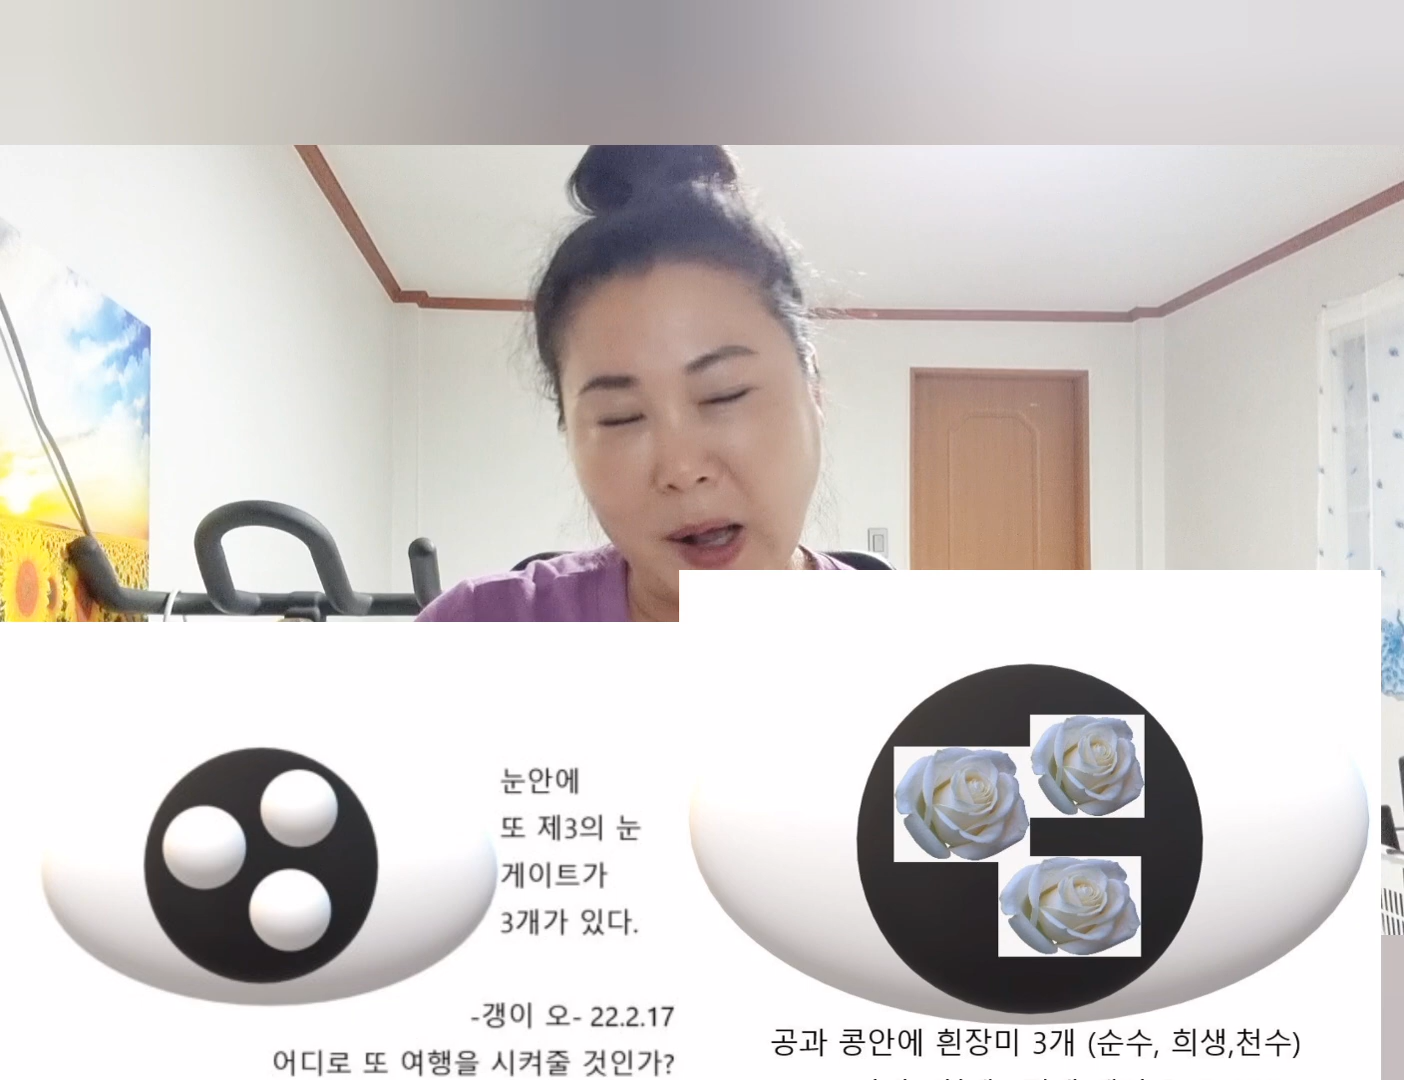 눈안에
또 제3의 눈
게이트가
3개가 있다.
-갱이 오- 22.2.17
어디로 또 여행을 시켜줄 것인가?
공과 콩안에 흰장미 3개 (순수, 희생,천수)